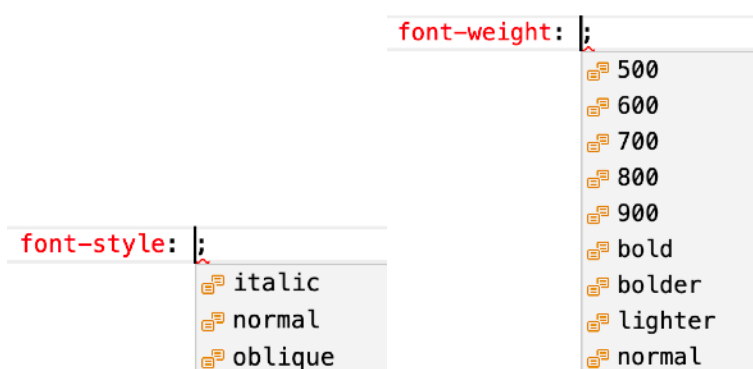 font-weight: ;
500
600
700
800
900
bold
bolder
lighter
normal
font-style: ;
italic
normal
oblique